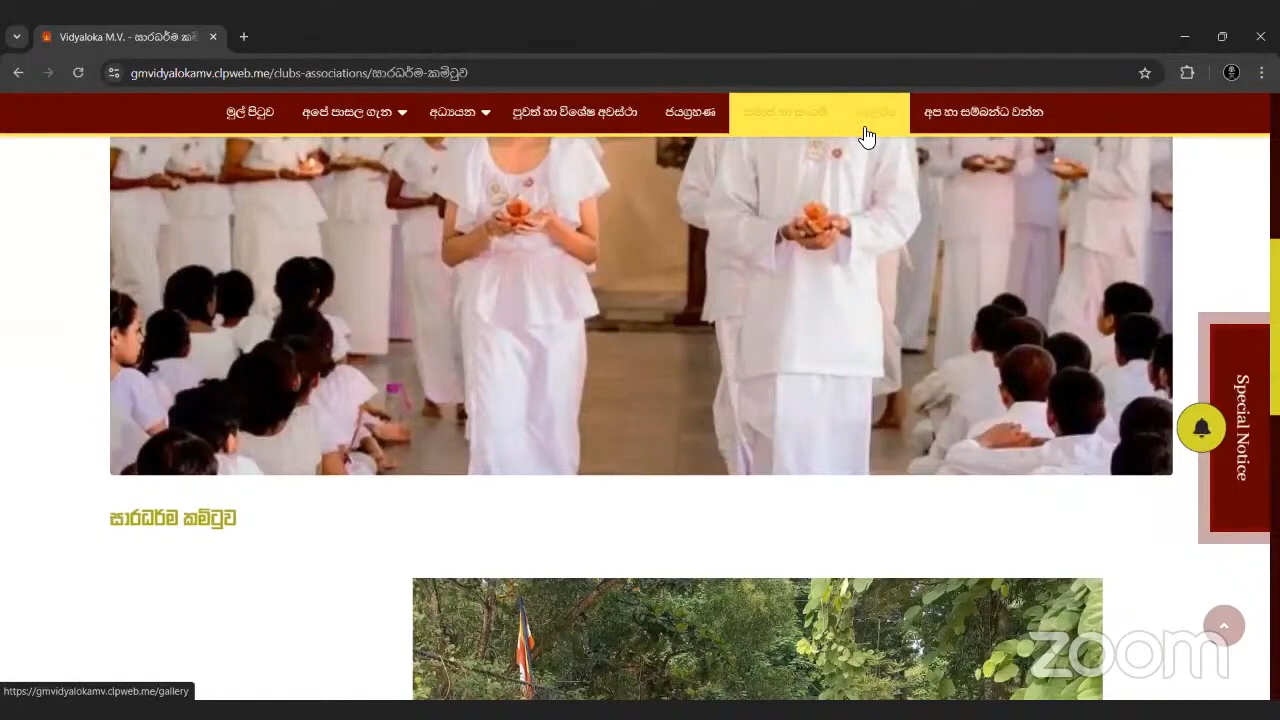 Vidyaloka M.V. - සාරධර්ම කමි
gmvidyalokamv.clpweb.me/clubs-associations/සාරධර්ම-කමිටුව
මුල් පිටුව
අපේ පාසල ගැන
අධ්‍යයන
පුවත් හා විශේෂ අවස්ථා
ජයග්‍රහණ
අප හා සම්බන්ධ වන්න
Special Notice
සාරධර්ම කමිටුව
zoom
https://gmvidyalokamv.clpweb.me/gallery